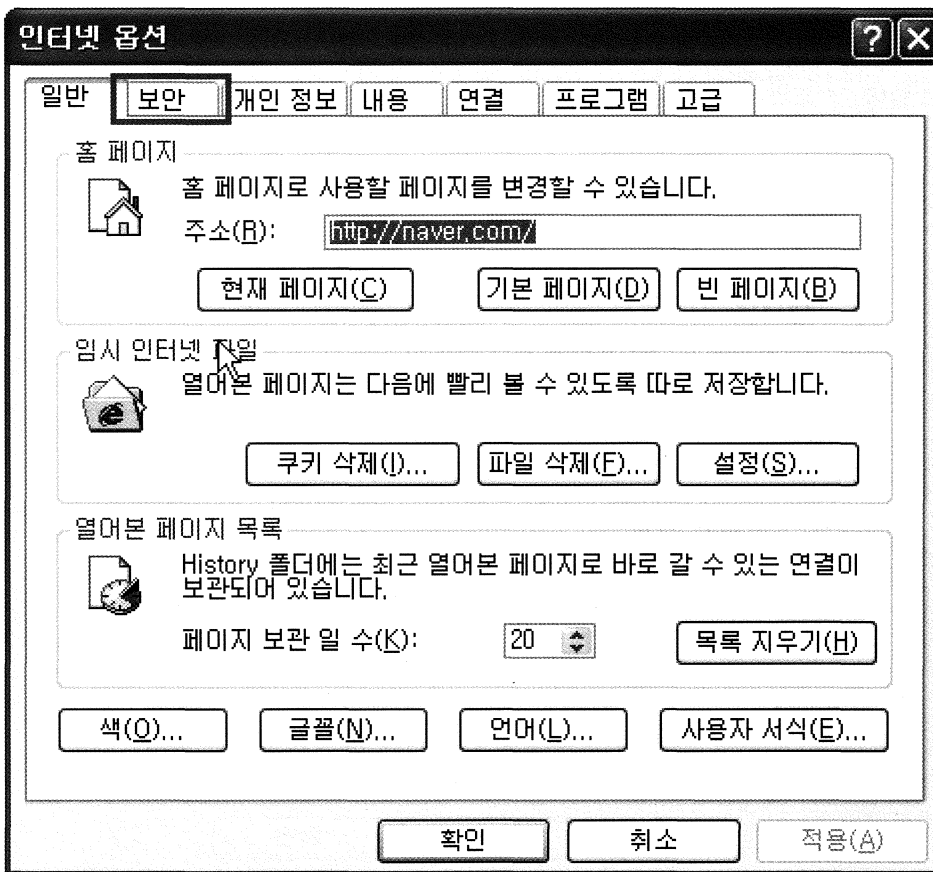 인터넷 옵션
일반 보안 개인 정보 내용 연결 프로그램 고급
홈 페이지
홈 페이지로 사용할 페이지를 변경할 수 있습니다.
주소(R): http://naver.com/
현재 페이지(C) 기본 페이지(D) 빈 페이지(B)
임시 인터넷 파일
열어본 페이지는 다음에 빨리 볼 수 있도록 따로 저장합니다.
쿠키 삭제(I)... 파일 삭제(F)... 설정(S)...
열어본 페이지 목록
History 폴더에는 최근 열어본 페이지로 바로 갈 수 있는 연결이
보관되어 있습니다.
페이지 보관 일 수(K): 20 목록 지우기(H)
색(O)... 글꼴(N)... 언어(L)... 사용자 서식(E)...
확인 취소 적용(A)